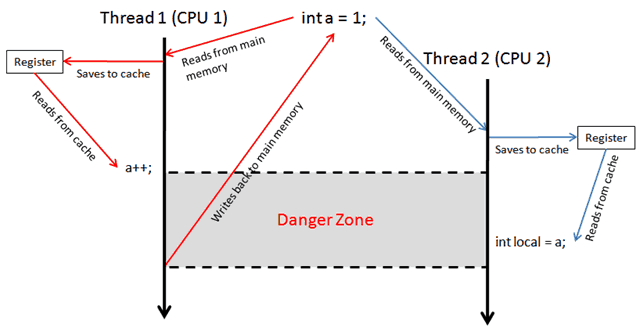 Thread 1 (CPU 1)
int a = 1;
Thread 2 (CPU 2)
Register
Saves to cache
Reads from main
memory
Reads from main memory
Reads from cache
a++;
Writes back to main memory
Saves to cache
Register
Reads from cache
Danger Zone
int local = a;